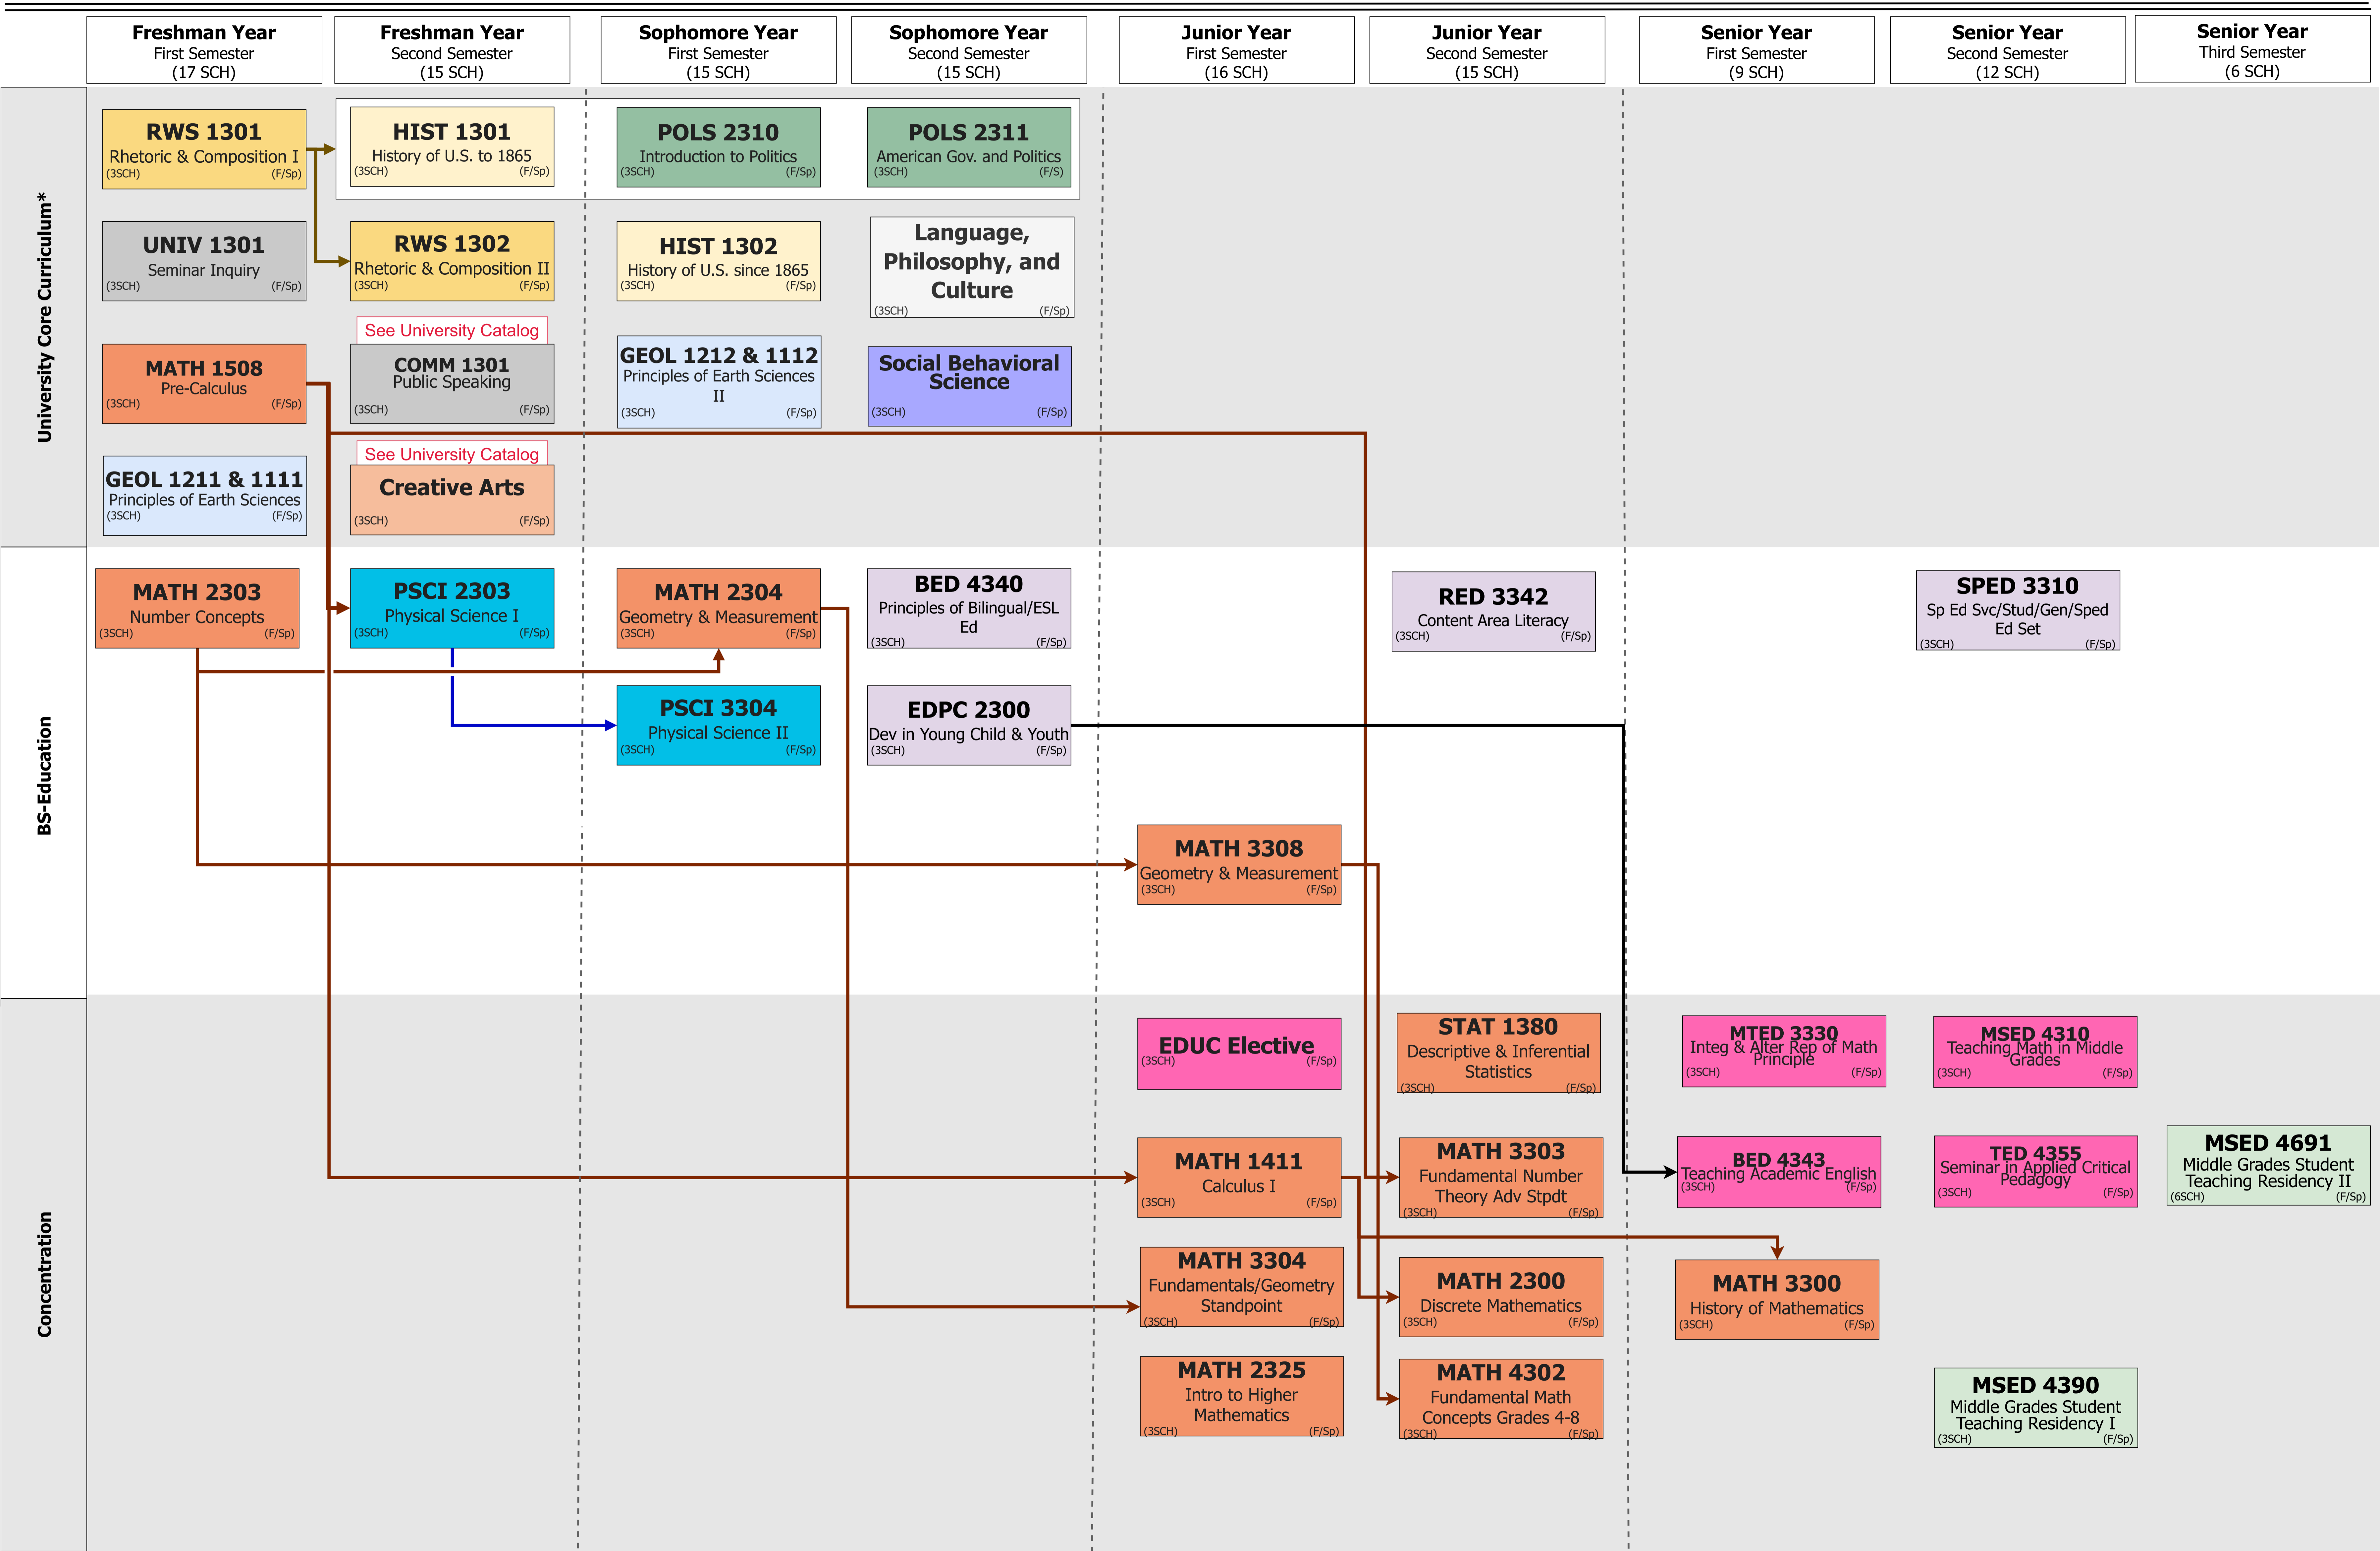 Freshman Year
First Semester
(17 SCH)
Freshman Year
Second Semester
(15 SCH)
Sophomore Year
First Semester
(15 SCH)
Sophomore Year
Second Semester
(15 SCH)
Junior Year
First Semester
(16 SCH)
Junior Year
Second Semester
(15 SCH)
Senior Year
First Semester
(9 SCH)
Senior Year
Second Semester
(12 SCH)
Senior Year
Third Semester
(6 SCH)
University Core Curriculum*
RWS 1301
Rhetoric & Composition I
(3SCH) (F/Sp)
HIST 1301
History of U.S. to 1865
(3SCH) (F/Sp)
POLS 2310
Introduction to Politics
(3SCH) (F/Sp)
POLS 2311
American Gov. and Politics
(3SCH) (F/S)
UNIV 1301
Seminar Inquiry
(3SCH) (F/Sp)
RWS 1302
Rhetoric & Composition II
(3SCH) (F/Sp)
HIST 1302
History of U.S. since 1865
(3SCH) (F/Sp)
Language,
Philosophy, and
Culture
(3SCH) (F/Sp)
MATH 1508
Pre-Calculus
(3SCH) (F/Sp)
See University Catalog
COMM 1301
Public Speaking
(3SCH) (F/Sp)
GEOL 1212 & 1112
Principles of Earth Sciences
II
(3SCH) (F/Sp)
Social Behavioral
Science
(3SCH) (F/Sp)
GEOL 1211 & 1111
Principles of Earth Sciences
(3SCH) (F/Sp)
See University Catalog
Creative Arts
(3SCH) (F/Sp)
BS-Education
MATH 2303
Number Concepts
(3SCH) (F/Sp)
PSCI 2303
Physical Science I
(3SCH) (F/Sp)
MATH 2304
Geometry & Measurement
(3SCH) (F/Sp)
BED 4340
Principles of Bilingual/ESL
Ed
(3SCH) (F/Sp)
RED 3342
Content Area Literacy
(3SCH) (F/Sp)
SPED 3310
Sp Ed Svc/Stud/Gen/Sped
Ed Set
(3SCH) (F/Sp)
PSCI 3304
Physical Science II
(3SCH) (F/Sp)
EDPC 2300
Dev in Young Child & Youth
(3SCH) (F/Sp)
MATH 3308
Geometry & Measurement
(3SCH) (F/Sp)
Concentration
EDUC Elective
(3SCH) (F/Sp)
STAT 1380
Descriptive & Inferential
Statistics
(3SCH) (F/Sp)
MTED 3330
Integ & Alter Rep of Math
Principle
(3SCH) (F/Sp)
MSED 4310
Teaching Math in Middle
Grades
(3SCH) (F/Sp)
MATH 1411
Calculus I
(3SCH) (F/Sp)
MATH 3303
Fundamental Number
Theory Adv Stpdt
(3SCH) (F/Sp)
BED 4343
Teaching Academic English
(3SCH) (F/Sp)
TED 4355
Seminar in Applied Critical
Pedagogy
(3SCH) (F/Sp)
MSED 4691
Middle Grades Student
Teaching Residency II
(6SCH) (F/Sp)
MATH 3304
Fundamentals/Geometry
Standpoint
(3SCH) (F/Sp)
MATH 2300
Discrete Mathematics
(3SCH) (F/Sp)
MATH 3300
History of Mathematics
(3SCH) (F/Sp)
MATH 2325
Intro to Higher
Mathematics
(3SCH) (F/Sp)
MATH 4302
Fundamental Math
Concepts Grades 4-8
(3SCH) (F/Sp)
MSED 4390
Middle Grades Student
Teaching Residency I
(3SCH) (F/Sp)